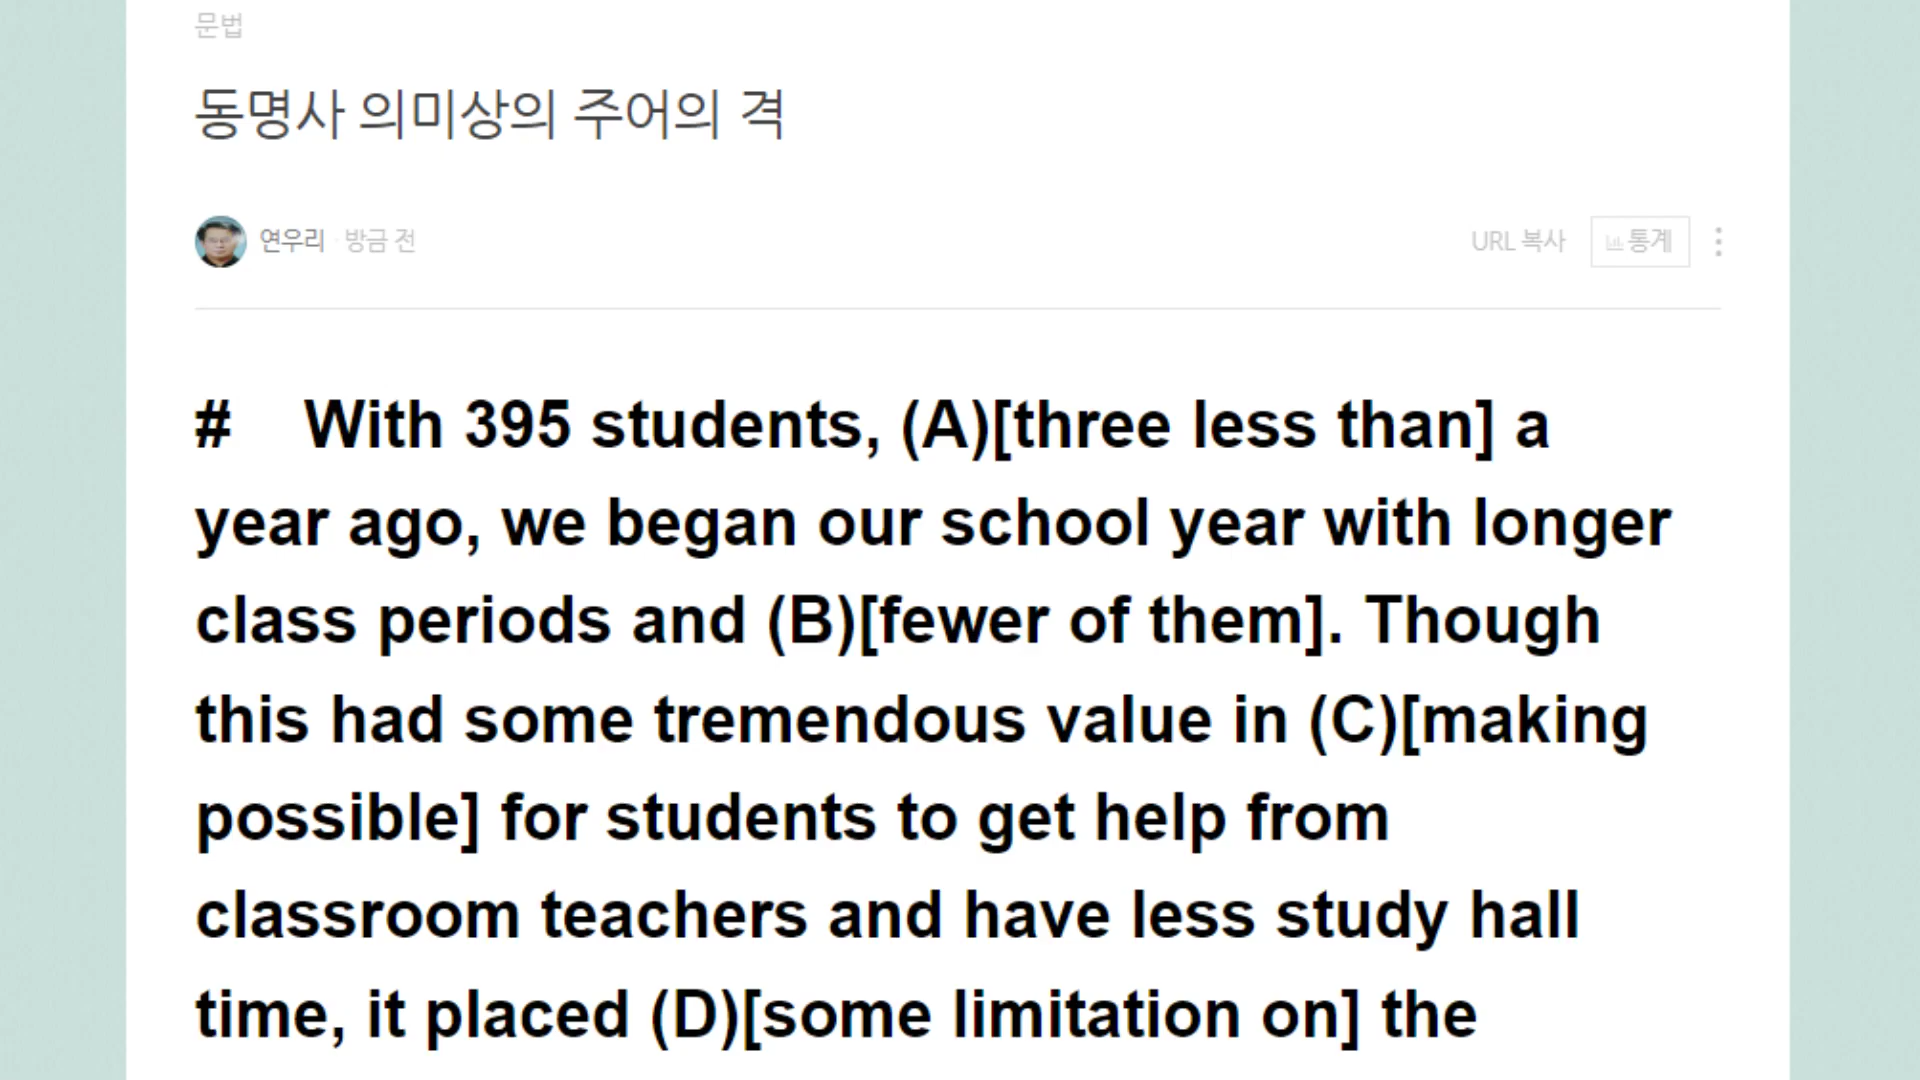 문법
동명사 의미상의 주어의 격
연우리 · 방금 전
URL 복사 통계
# With 395 students, (A)[three less than] a
year ago, we began our school year with longer
class periods and (B)[fewer of them]. Though
this had some tremendous value in (C)[making
possible] for students to get help from
classroom teachers and have less study hall
time, it placed (D)[some limitation on] the